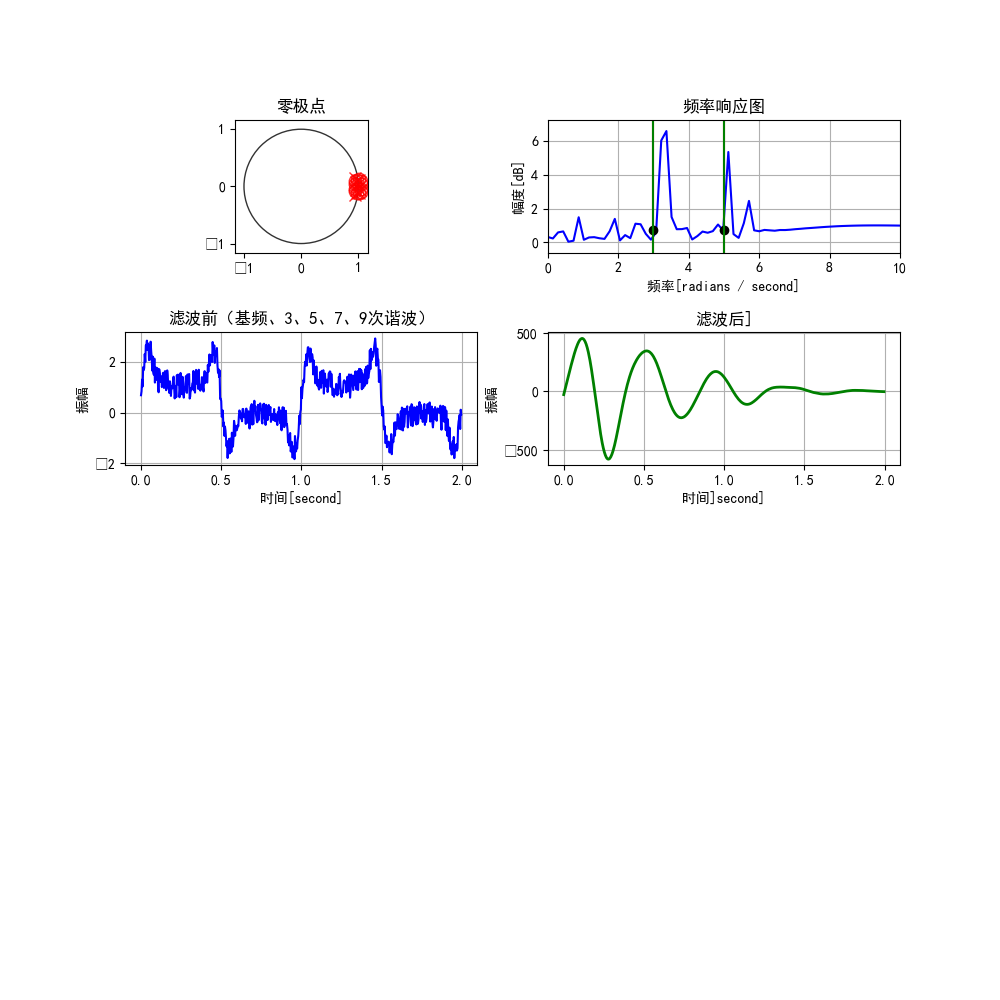 零极点
1
0
□1
□1 0 1
频率响应图
幅度[dB]
6
4
2
0
0 2 4 6 8 10
频率[radians / second]
滤波前（基频、3、5、7、9次谐波）
振幅
2
0
□2
0.0 0.5 1.0 1.5 2.0
时间[second]
滤波后]
振幅
500
0
□500
0.0 0.5 1.0 1.5 2.0
时间]second]